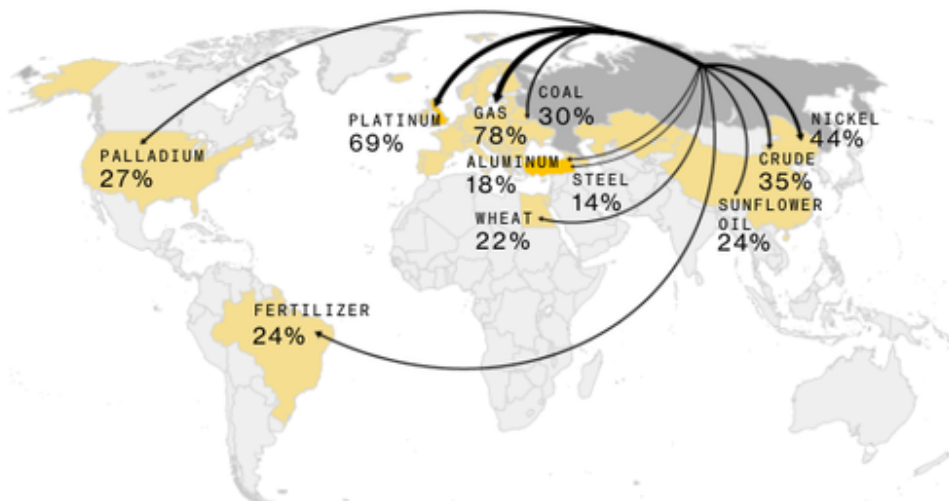 COAL
30%
PLATINUM
69%
GAS
78%
NICKEL
44%
PALLADIUM
27%
ALUMINUM
18%
CRUDE
35%
STEEL
14%
SUNFLOWER
OIL
24%
WHEAT
22%
FERTILIZER
24%